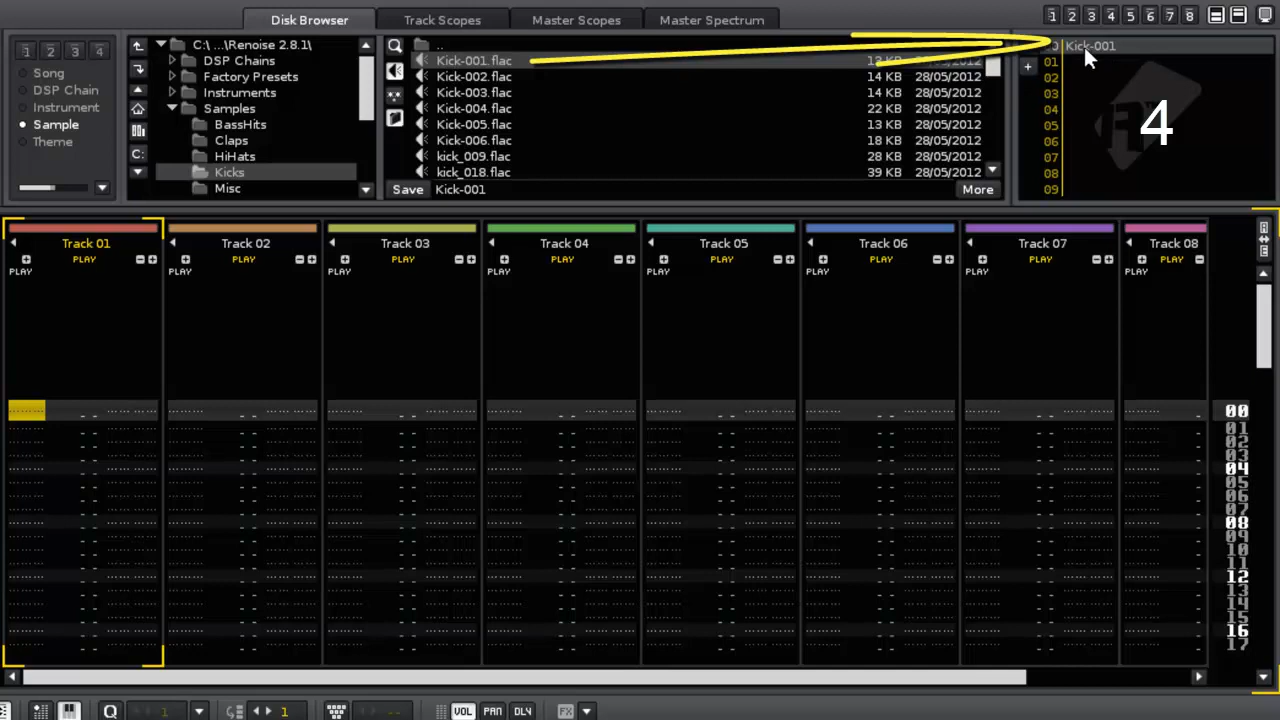 Disk Browser Track Scopes Master Scopes Master Spectrum 1 2 3 4 5 6 7 8
1 2 3 4
Song
DSP Chain
Instrument
Sample
Theme
C:\ ...\Renoise 2.8.1\
DSP Chains
Factory Presets
Instruments
Samples
BassHits
Claps
HiHats
Kicks
Misc
C:
..
Kick-001.flac 28/05/2012
Kick-002.flac 14 KB 28/05/2012
Kick-003.flac 14 KB 28/05/2012
Kick-004.flac 22 KB 28/05/2012
Kick-005.flac 13 KB 28/05/2012
Kick-006.flac 18 KB 28/05/2012
kick_009.flac 28 KB 28/05/2012
kick_018.flac 39 KB 28/05/2012
Save Kick-001 More
Kick-001
01
02
03
04
05
06
07
08
09
4
Track 01 Track 02 Track 03 Track 04 Track 05 Track 06 Track 07 Track 08
PLAY PLAY PLAY PLAY PLAY PLAY PLAY PLAY
PLAY PLAY PLAY PLAY PLAY PLAY PLAY PLAY
00
01
02
03
04
05
06
07
08
09
10
11
12
13
14
15
16
17
Q 1 1 VOL PAN DLY FX